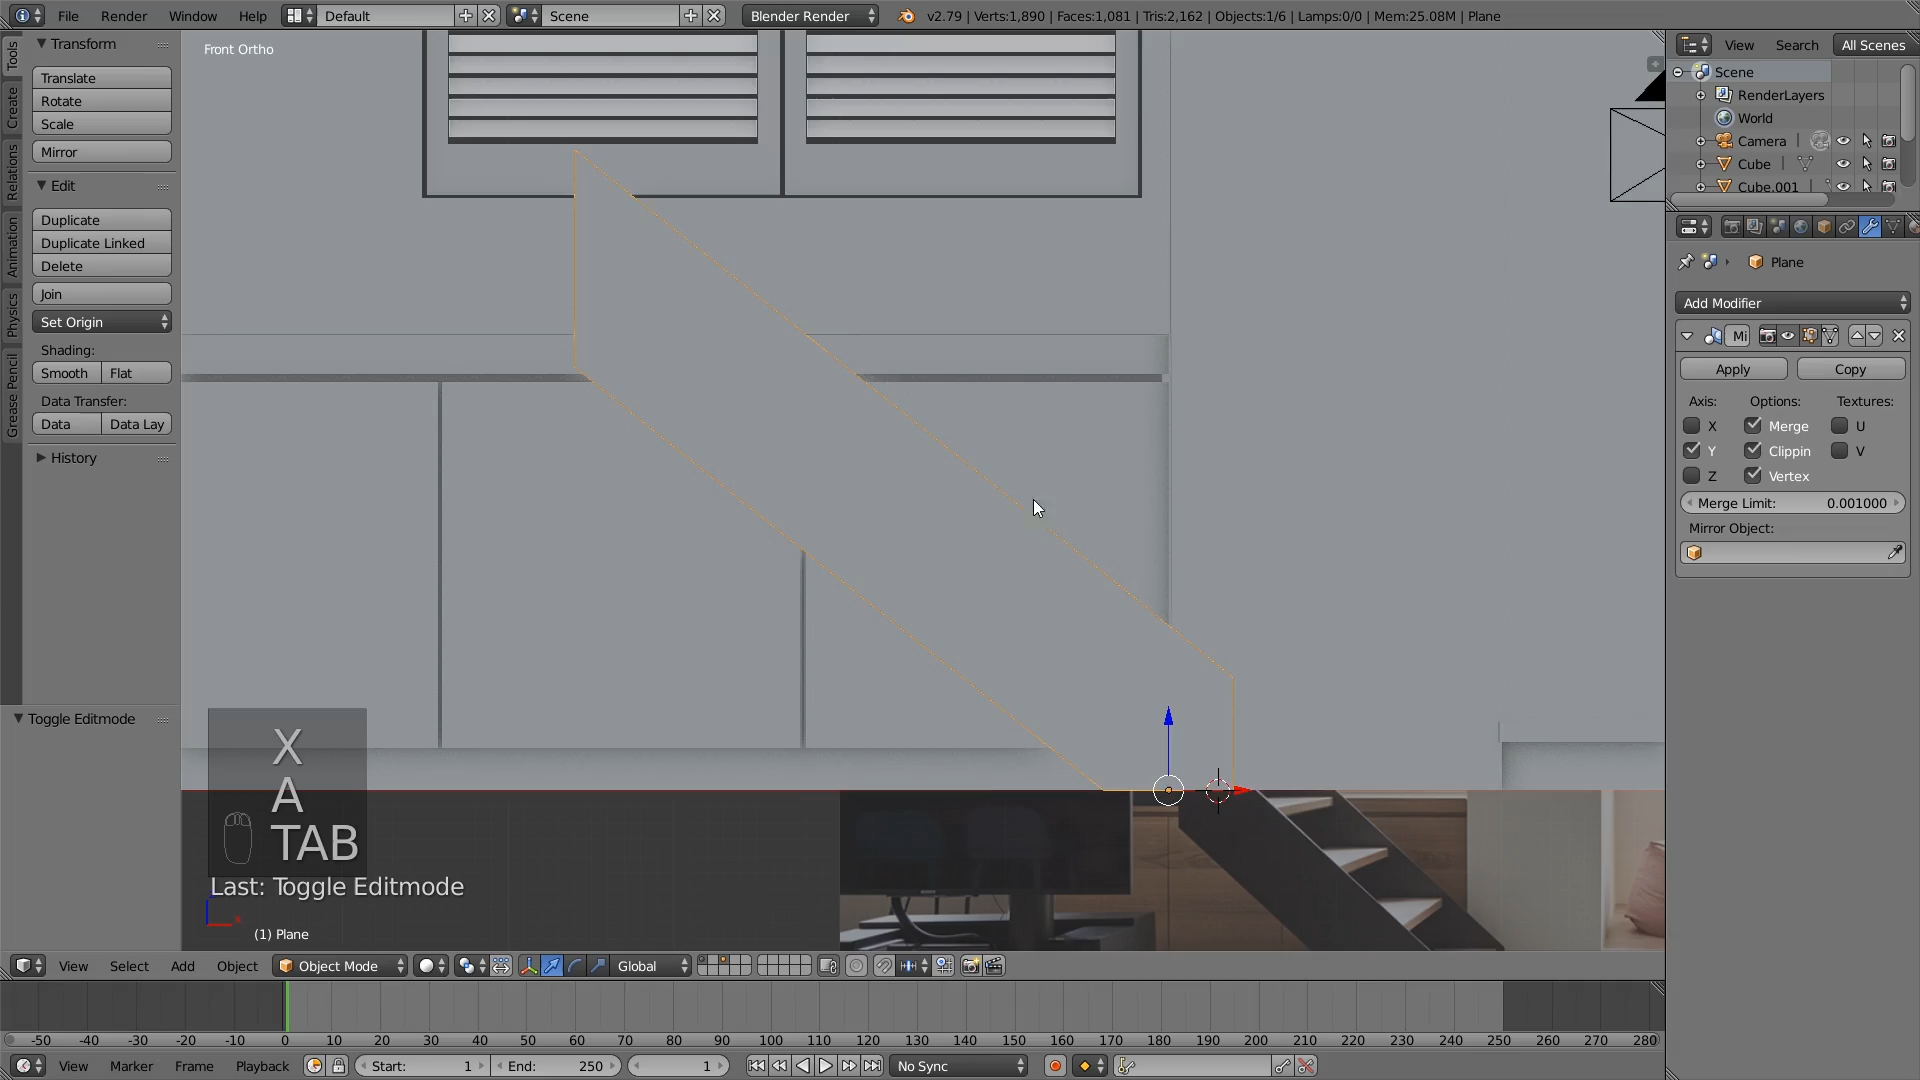 File Render Window Help Default Scene Blender Render v2.79 | Verts:1,890 | Faces:1,081 | Tris:2,162 | Objects:1/6 | Lamps:0/0 | Mem:25.08M | Plane
Tools
Create
Relations
Animation
Physics
Grease Pencil
Transform
Translate
Rotate
Scale
Mirror
Edit
Duplicate
Duplicate Linked
Delete
Join
Set Origin
Shading:
Smooth Flat
Data Transfer:
Data Data Lay
History
Toggle Editmode
Front Ortho
X
A
TAB
Last: Toggle Editmode
(1) Plane
View Search All Scenes
Scene
RenderLayers
World
Camera
Cube
Cube.001
Plane
Add Modifier
Mi
Apply Copy
Axis: Options: Textures:
X Merge U
Y Clippin V
Z Vertex
Merge Limit: 0.001000
Mirror Object:
View Select Add Object Object Mode Global
-50 -40 -30 -20 -10 0 10 20 30 40 50 60 70 80 90 100 110 120 130 140 150 160 170 180 190 200 210 220 230 240 250 260 270 280
View Marker Frame Playback Start: 1 End: 250 1 No Sync